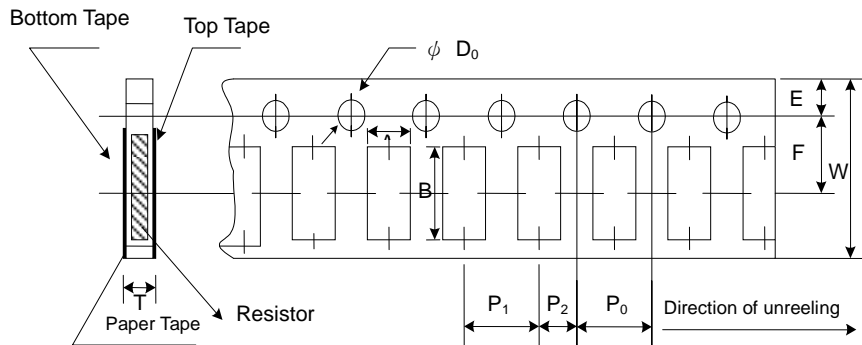 Bottom Tape
Top Tape
ψ D₀
E
F
W
B
T
Paper Tape
Resistor
P₁
P₂
P₀
Direction of unreeling